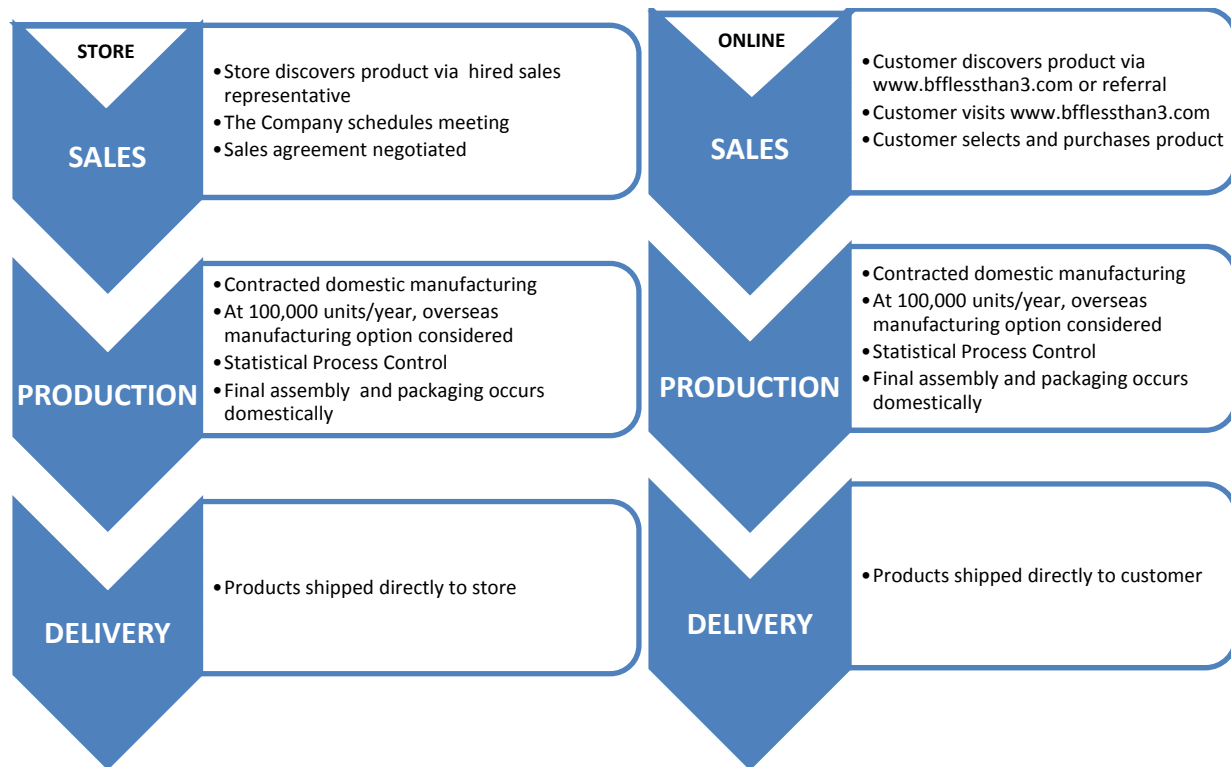 STORE
SALES
•Store discovers product via  hired sales
representative
•The Company schedules meeting
•Sales agreement negotiated
PRODUCTION
•Contracted domestic manufacturing
•At 100,000 units/year, overseas
manufacturing option considered
•Statistical Process Control
•Final assembly  and packaging occurs
domestically
DELIVERY
•Products shipped directly to store
ONLINE
SALES
•Customer discovers product via
www.bfflessthan3.com or referral
•Customer visits www.bfflessthan3.com
•Customer selects and purchases product
PRODUCTION
•Contracted domestic manufacturing
•At 100,000 units/year, overseas
manufacturing option considered
•Statistical Process Control
•Final assembly and packaging occurs
domestically
DELIVERY
•Products shipped directly to customer